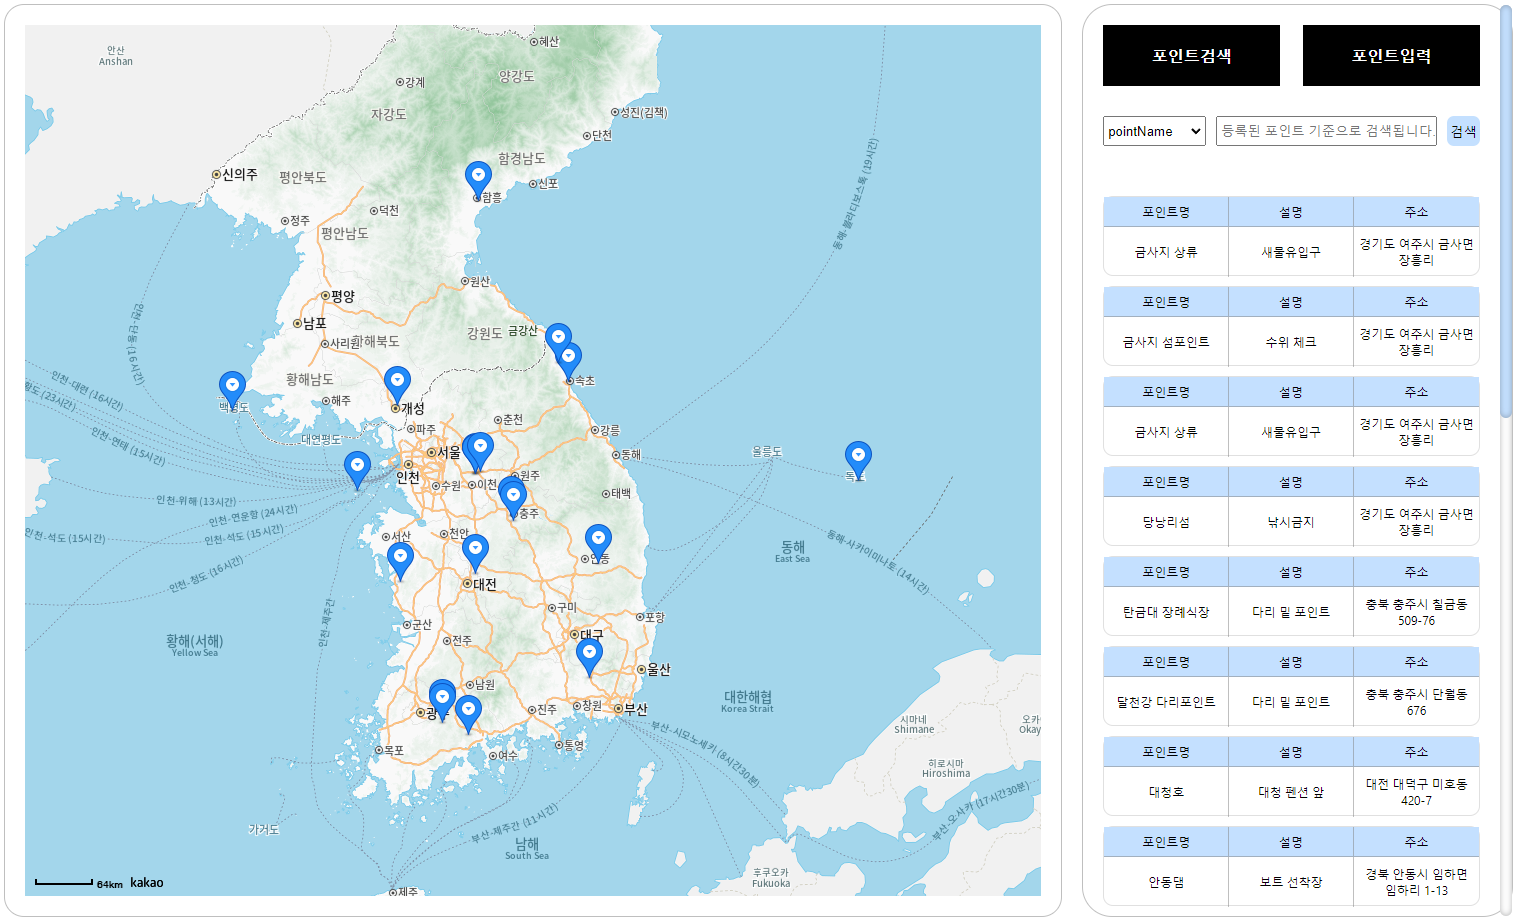 안산
Anshan
혜산
강계
양강도
자강도
성진(김책)
단천
함경남도
신의주
평안북도
신포
함흥
정주
덕천
평안남도
동해-블라디보스톡 (19시간)
원산
평양
남포
사리원
황해북도
강원도
금강산
황해남도
해주
개성
속초
백령도
대연평도
파주
춘천
강릉
서울
동해
울릉도
독도
인천
수원
이천
원주
태백
충주
인천-단동 (16시간)
인천-대련 (16시간)
(23시간)
인천-연태 (15시간)
인천-위해 (13시간)
인천-연운항 (24시간)
인천-석도 (15시간)
인천-석도 (15시간)
인천-청도 (16시간)
인천-제주간
서산
천안
안동
동해
East Sea
동해-사카이미나토 (14시간)
대전
구미
포항
군산
전주
대구
황해(서해)
Yellow Sea
울산
남원
진주
창원
부산
대한해협
Korea Strait
시마네
Shimane
목포
여수
통영
부산-시모노세키 (8시간30분)
히로시마
Hiroshima
부산-오사카 (17시간30분)
가거도
부산-제주간 (11시간)
남해
South Sea
후쿠오카
Fukuoka
제주
64km kakao
포인트검색 포인트입력
pointName 등록된 포인트 기준으로 검색됩니다. 검색
포인트명 설명 주소
금사지 상류 새물유입구 경기도 여주시 금사면
장흥리
포인트명 설명 주소
금사지 섬포인트 수위 체크 경기도 여주시 금사면
장흥리
포인트명 설명 주소
금사지 상류 새물유입구 경기도 여주시 금사면
장흥리
포인트명 설명 주소
당낭리섬 낚시금지 경기도 여주시 금사면
장흥리
포인트명 설명 주소
탄금대 장례식장 다리 밑 포인트 충북 충주시 칠금동
509-76
포인트명 설명 주소
달천강 다리포인트 다리 밑 포인트 충북 충주시 단월동
676
포인트명 설명 주소
대청호 대청 펜션 앞 대전 대덕구 미호동
420-7
포인트명 설명 주소
안동댐 보트 선착장 경북 안동시 임하면
임하리 1-13